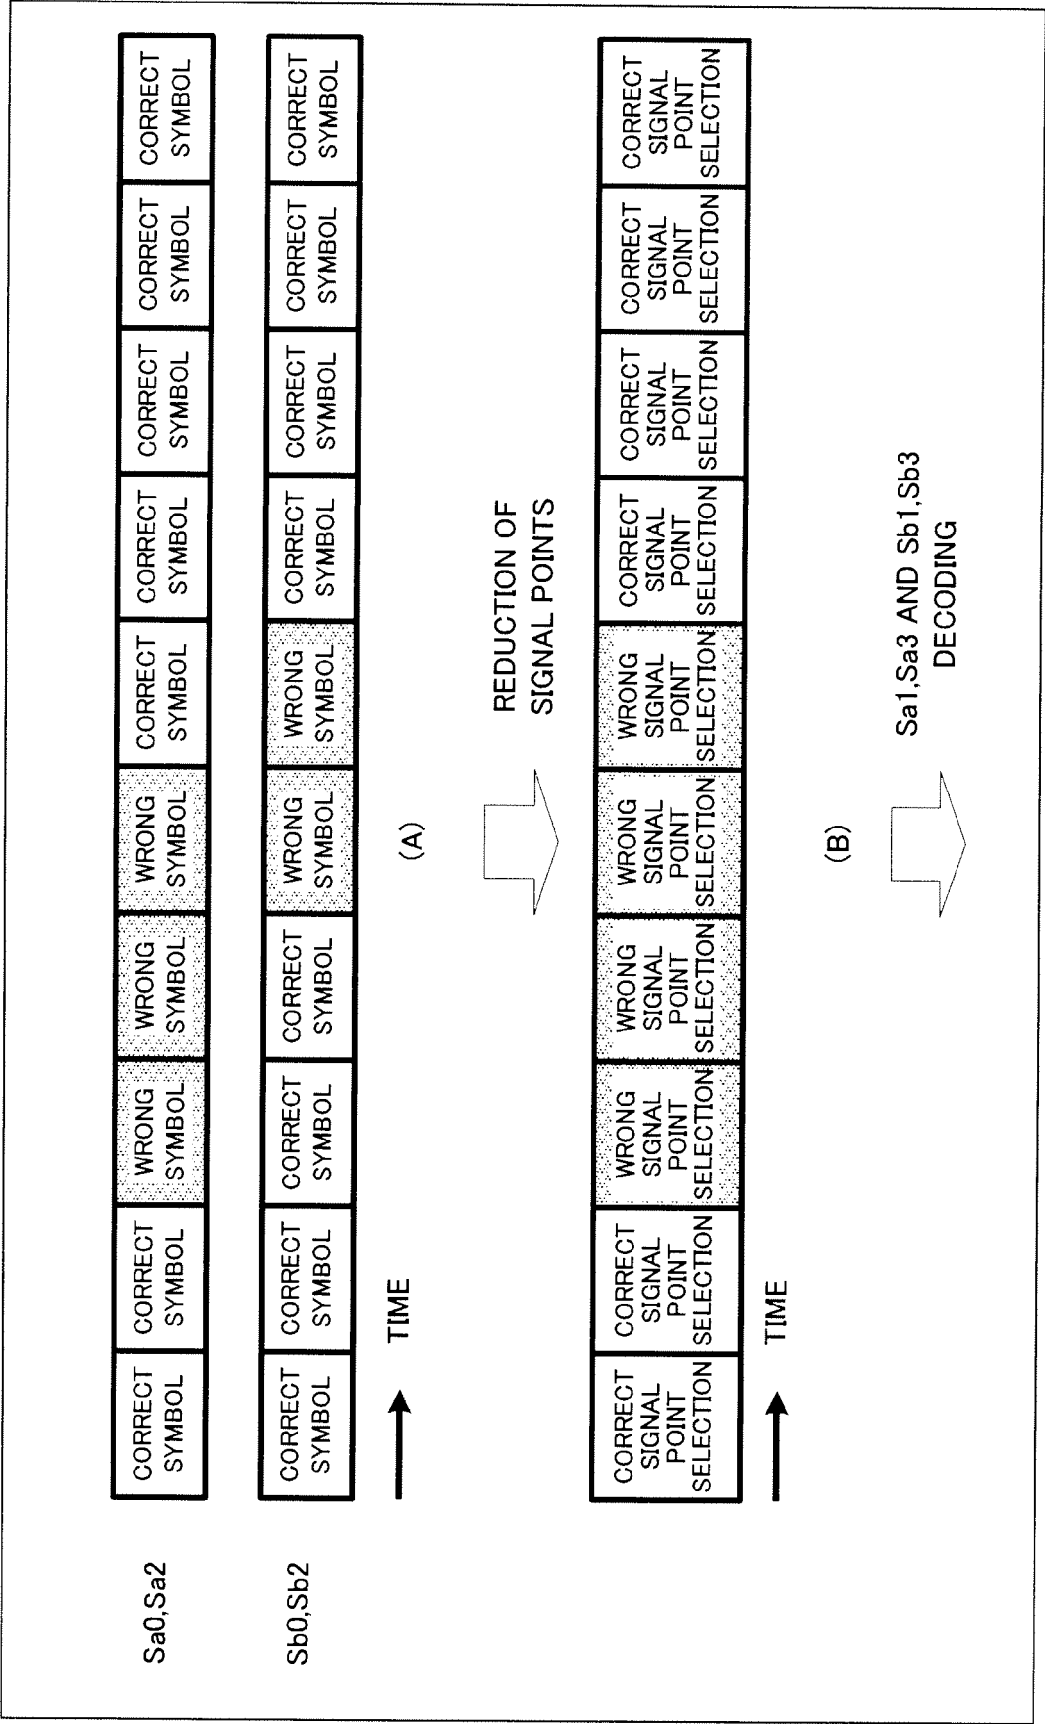 Sa0,Sa2
CORRECT
SYMBOL
CORRECT
SYMBOL
WRONG
SYMBOL
WRONG
SYMBOL
WRONG
SYMBOL
CORRECT
SYMBOL
CORRECT
SYMBOL
CORRECT
SYMBOL
CORRECT
SYMBOL
CORRECT
SYMBOL
Sb0,Sb2
CORRECT
SYMBOL
CORRECT
SYMBOL
CORRECT
SYMBOL
CORRECT
SYMBOL
WRONG
SYMBOL
WRONG
SYMBOL
CORRECT
SYMBOL
CORRECT
SYMBOL
CORRECT
SYMBOL
CORRECT
SYMBOL
TIME
(A)
REDUCTION OF
SIGNAL POINTS
CORRECT
SIGNAL
POINT
SELECTION
CORRECT
SIGNAL
POINT
SELECTION
WRONG
SIGNAL
POINT
SELECTION
WRONG
SIGNAL
POINT
SELECTION
WRONG
SIGNAL
POINT
SELECTION
WRONG
SIGNAL
POINT
SELECTION
CORRECT
SIGNAL
POINT
SELECTION
CORRECT
SIGNAL
POINT
SELECTION
CORRECT
SIGNAL
POINT
SELECTION
CORRECT
SIGNAL
POINT
SELECTION
TIME
(B)
Sa1,Sa3 AND Sb1,Sb3
DECODING